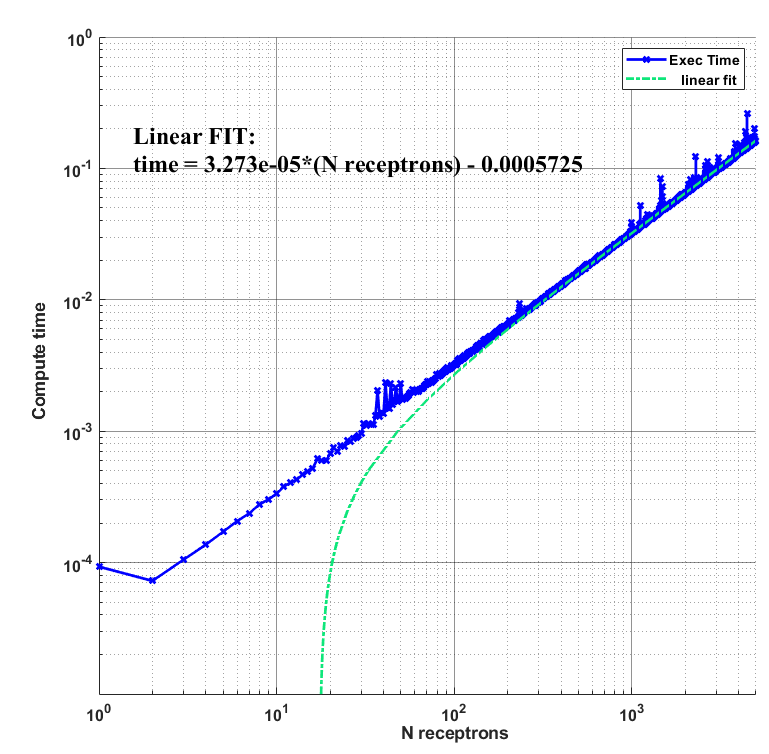 10^0
Exec Time
linear fit
Linear FIT:
time = 3.273e-05*(N receptrons) - 0.0005725
10^-1
10^-2
Compute time
10^-3
10^-4
10^0 10^1 10^2 10^3
N receptrons